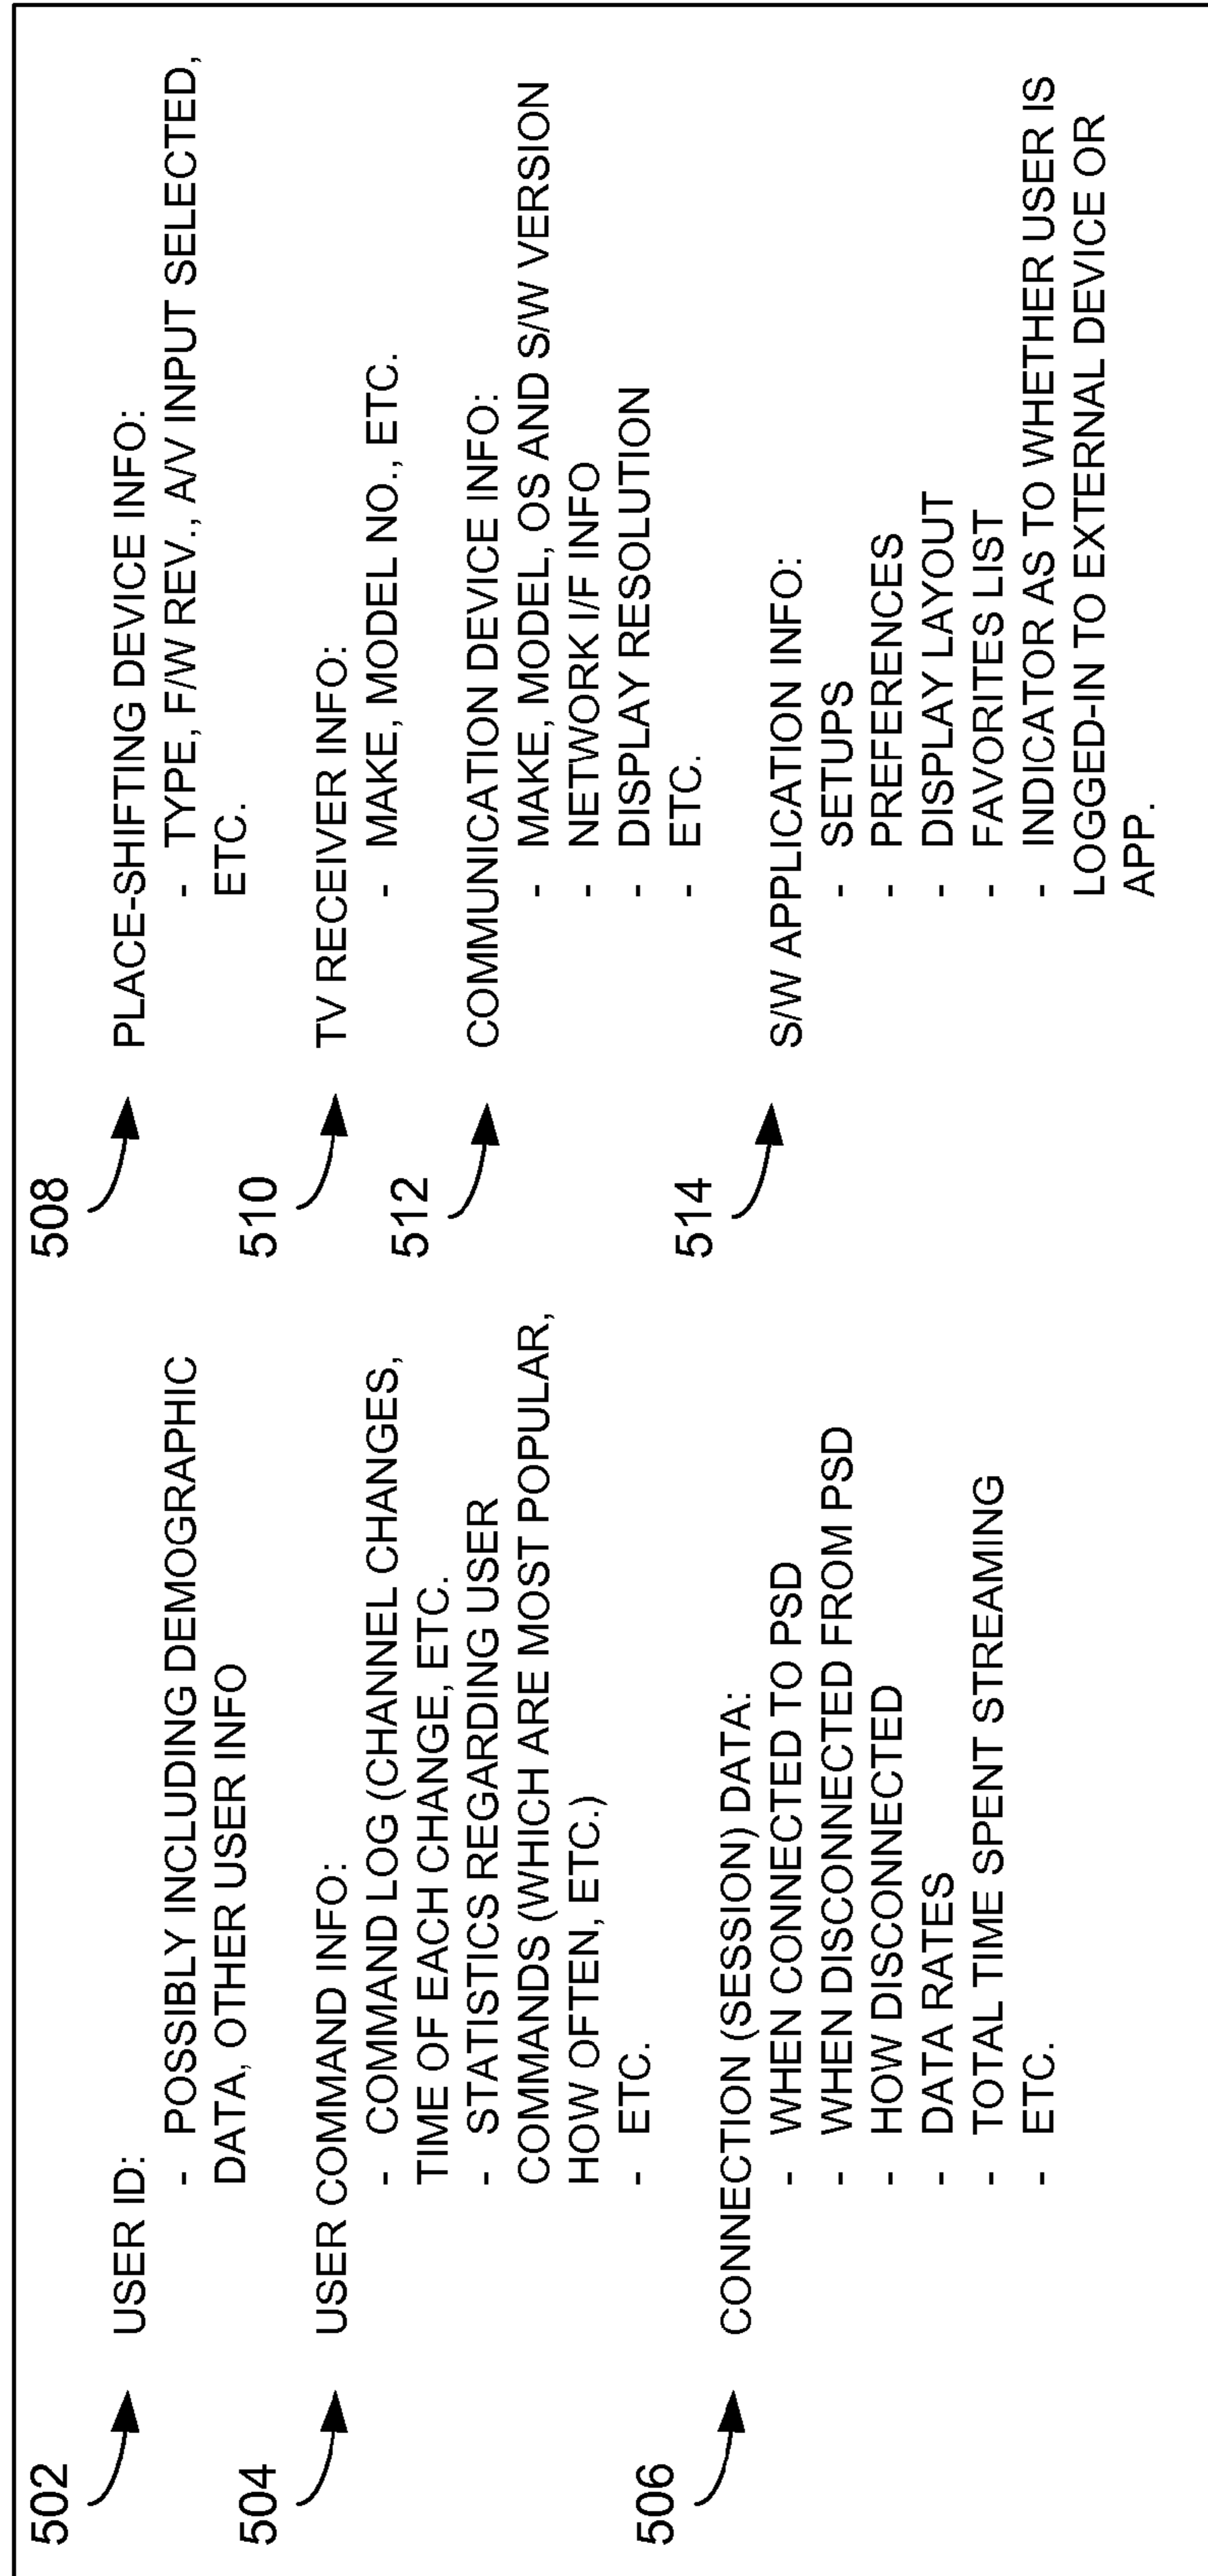 502
USER ID:
- POSSIBLY INCLUDING DEMOGRAPHIC
DATA, OTHER USER INFO
504
USER COMMAND INFO:
- COMMAND LOG (CHANNEL CHANGES,
TIME OF EACH CHANGE, ETC.
- STATISTICS REGARDING USER
COMMANDS (WHICH ARE MOST POPULAR,
HOW OFTEN, ETC.)
- ETC.
506
CONNECTION (SESSION) DATA:
- WHEN CONNECTED TO PSD
- WHEN DISCONNECTED FROM PSD
- HOW DISCONNECTED
- DATA RATES
- TOTAL TIME SPENT STREAMING
- ETC.
508
PLACE-SHIFTING DEVICE INFO:
- TYPE, F/W REV., A/V INPUT SELECTED,
ETC.
510
TV RECEIVER INFO:
- MAKE, MODEL NO., ETC.
512
COMMUNICATION DEVICE INFO:
- MAKE, MODEL, OS AND S/W VERSION
- NETWORK I/F INFO
- DISPLAY RESOLUTION
- ETC.
514
S/W APPLICATION INFO:
- SETUPS
- PREFERENCES
- DISPLAY LAYOUT
- FAVORITES LIST
- INDICATOR AS TO WHETHER USER IS
LOGGED-IN TO EXTERNAL DEVICE OR
APP.